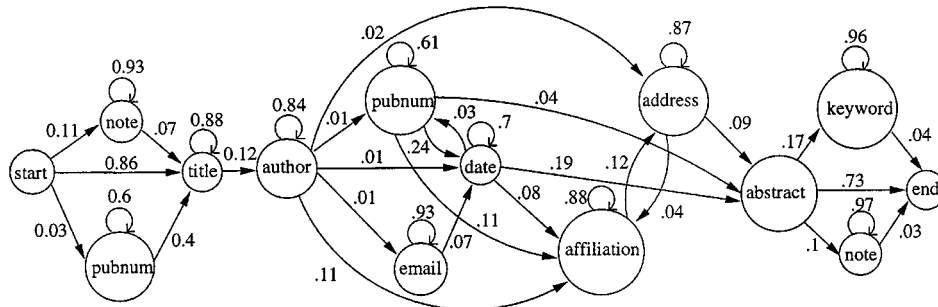 .02
.87
.96
0.93
.61
note
pubnum
address
keyword
0.11
.07
0.88
0.84
.01
.03
.7
.04
.09
.17
.04
start
0.86
title
0.12
author
.01
.24
date
.19
.12
abstract
.73
end
0.03
0.6
0.4
.01
.93
.08
.88
.04
.97
.11
.07
.1
.03
pubnum
email
affiliation
note
.11